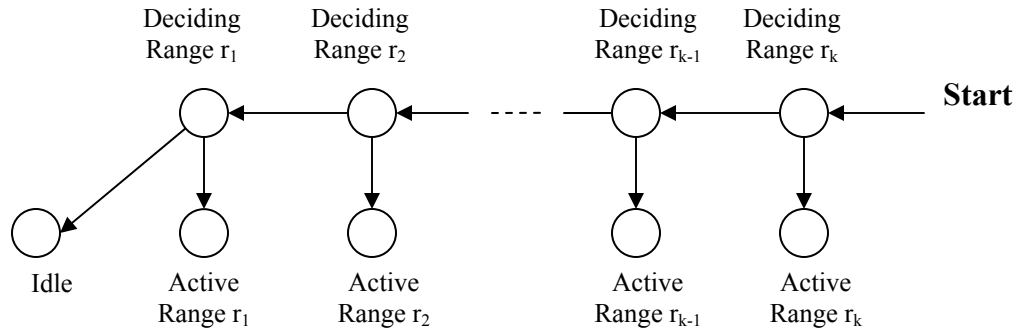 Deciding
Range r₁
Deciding
Range r₂
Deciding
Range rₖ₋₁
Deciding
Range rₖ
Start
Idle
Active
Range r₁
Active
Range r₂
Active
Range rₖ₋₁
Active
Range rₖ